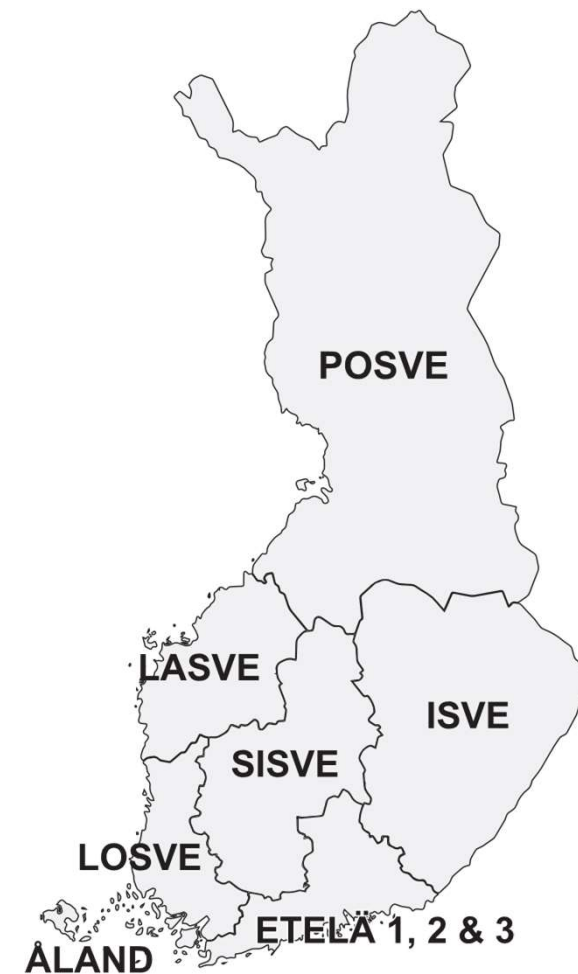 POSVE
LASVE
ISVE
SISVE
LOSVE
ETELÄ 1, 2 & 3
ÅLAND